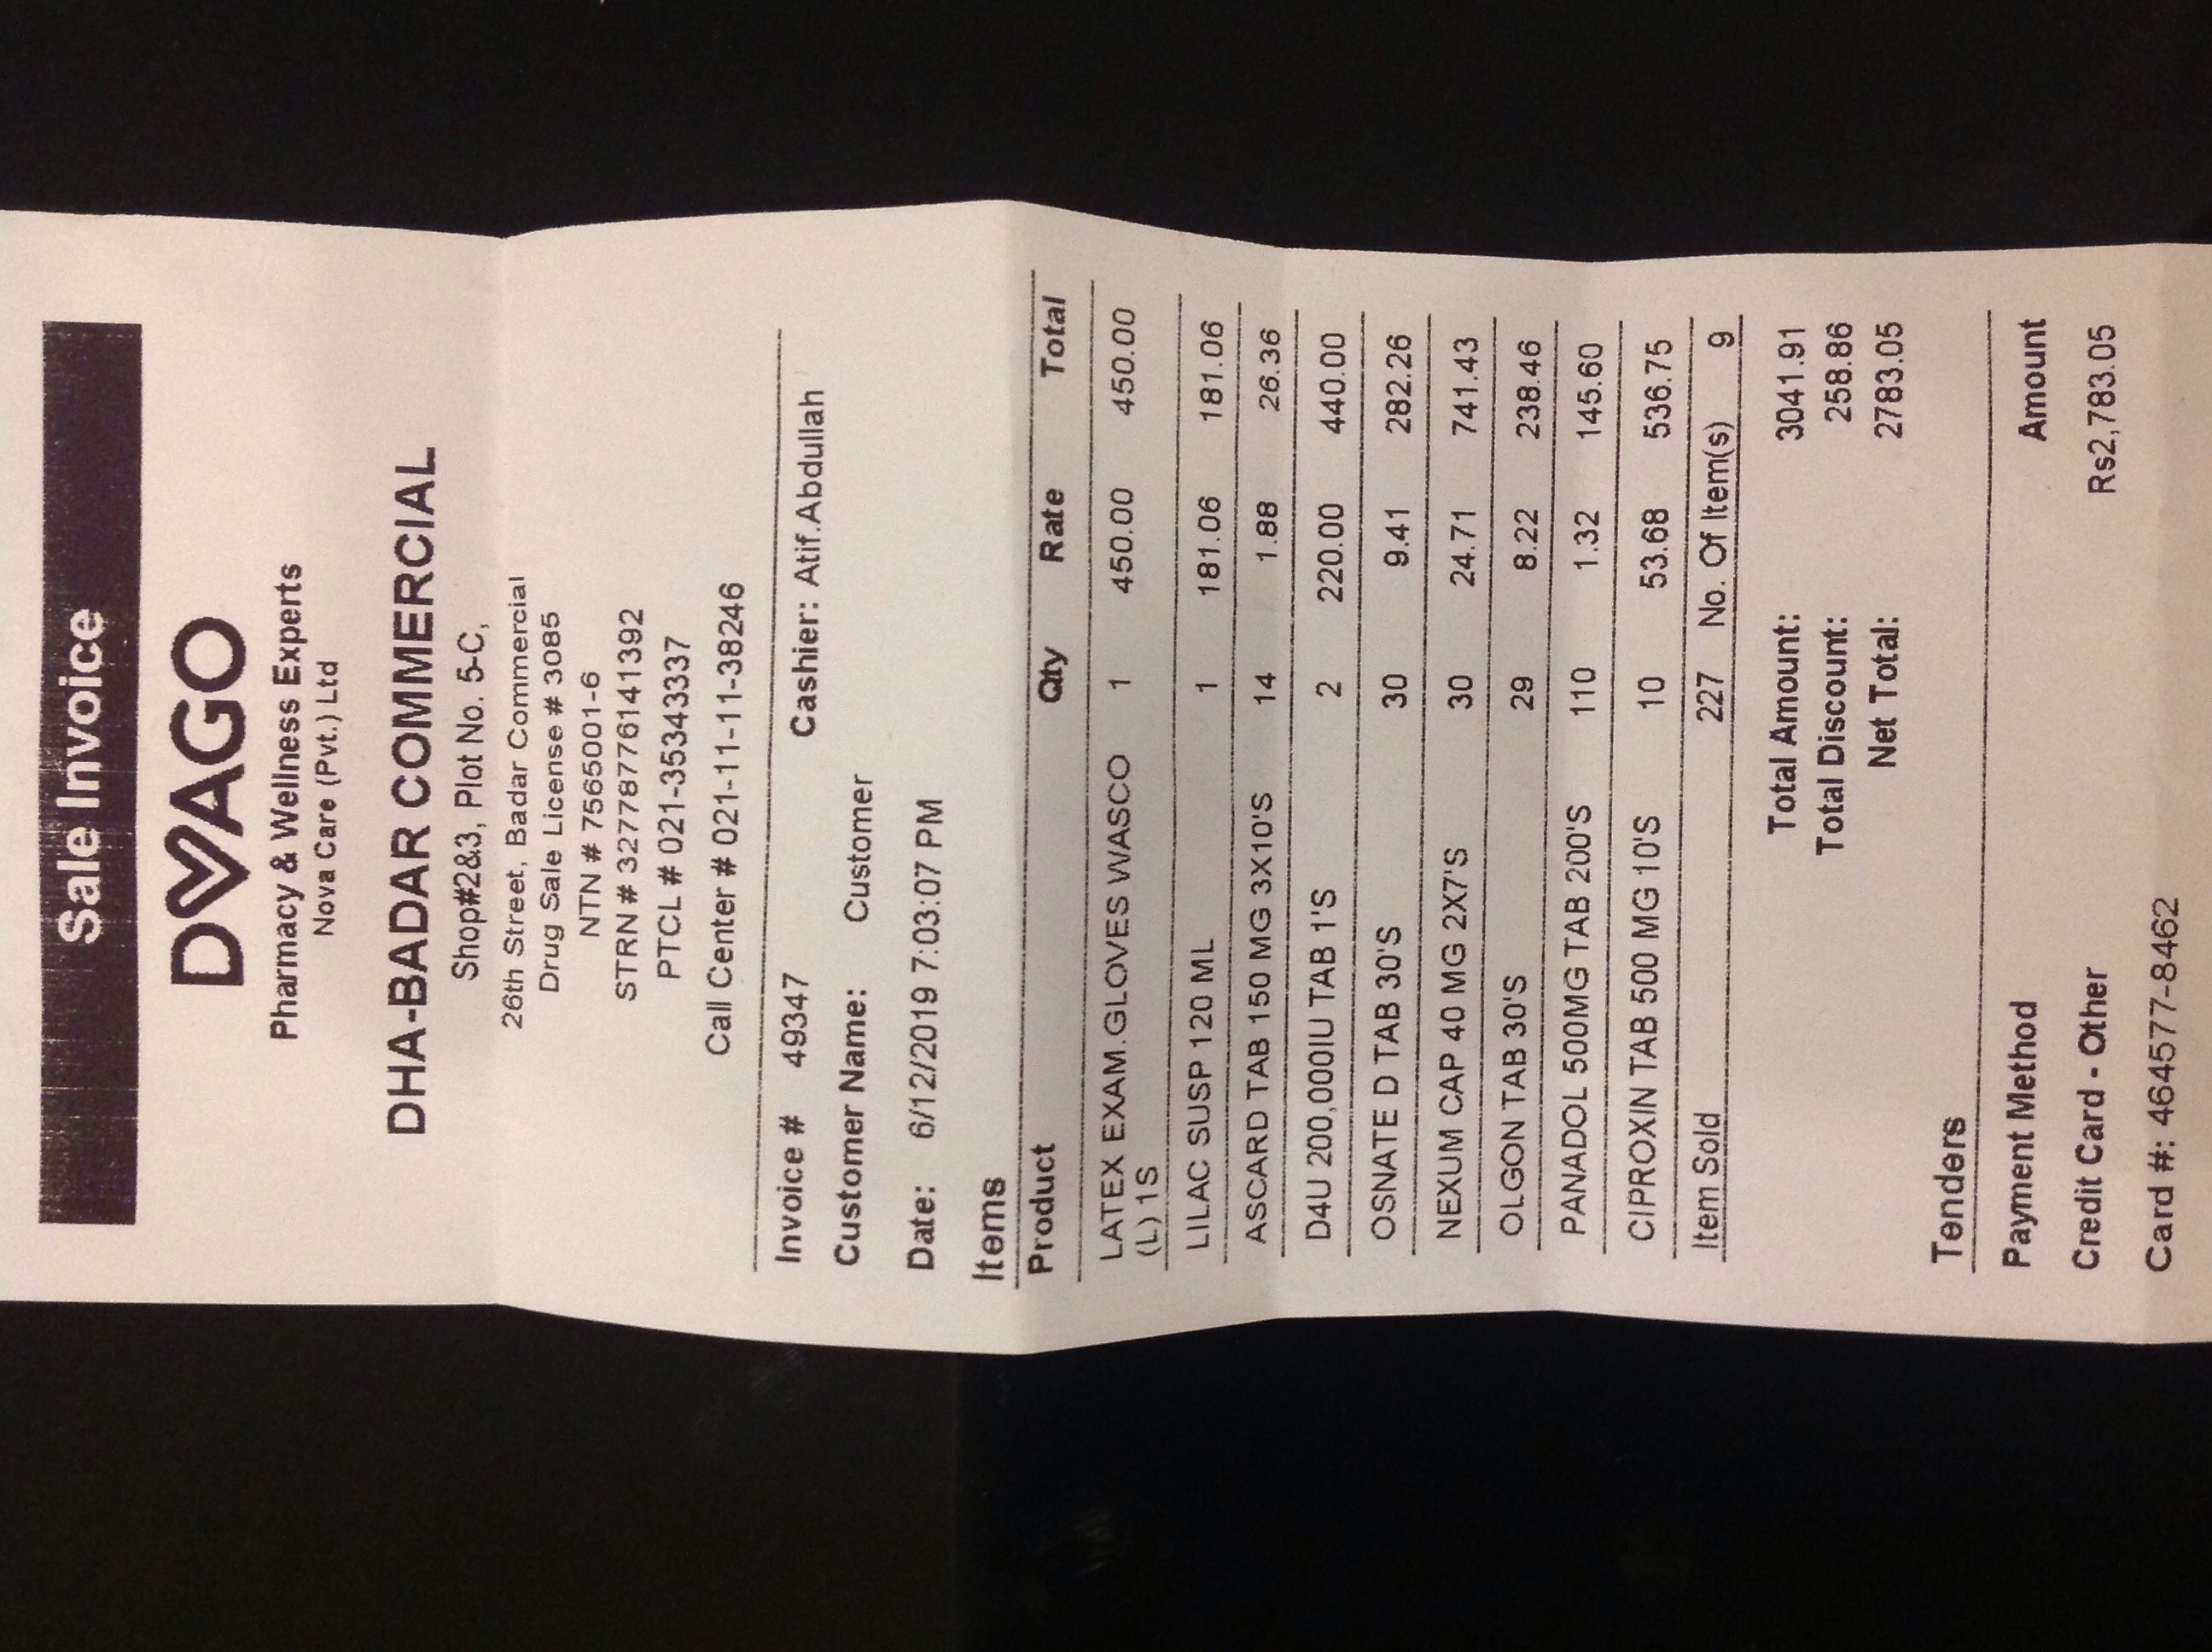 Sale Invoice
DVAGO
Pharmacy & Wellness Experts
Nova Care (Pvt.) Ltd
DHA-BADAR COMMERCIAL
Shop#2&3, Plot No. 5-C,
26th Street, Badar Commercial
Drug Sale License # 3085
NTN # 7565001-6
STRN # 32778776141392
PTCL # 021-35343337
Call Center # 021-11-11-38246
Invoice # 49347 Cashier: Atif.Abdullah
Customer Name: Customer
Date: 6/12/2019 7:03:07 PM
Items
Product Qty Rate Total
LATEX EXAM.GLOVES WASCO 1 450.00 450.00
(L) 1S
LILAC SUSP 120 ML 1 181.06 181.06
ASCARD TAB 150 MG 3X10'S 14 1.88 26.36
D4U 200,000IU TAB 1'S 2 220.00 440.00
OSNATE D TAB 30'S 30 9.41 282.26
NEXUM CAP 40 MG 2X7'S 30 24.71 741.43
OLGON TAB 30'S 29 8.22 238.46
PANADOL 500MG TAB 200'S 110 1.32 145.60
CIPROXIN TAB 500 MG 10'S 10 53.68 536.75
Item Sold 227 No. Of Item(s) 9
Total Amount: 3041.91
Total Discount: 258.86
Net Total: 2783.05
Tenders
Payment Method Amount
Credit Card - Other Rs2,783.05
Card #: 464577-8462